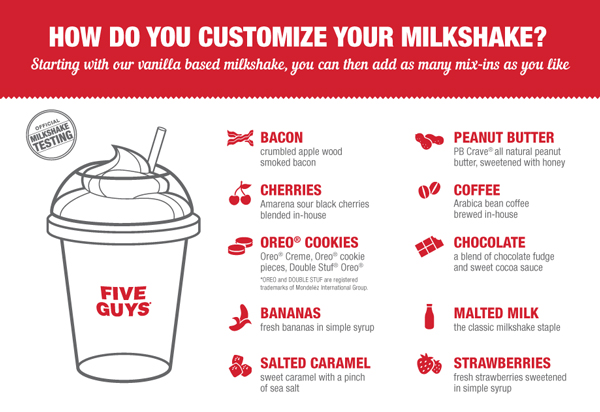 HOW DO YOU CUSTOMIZE YOUR MILKSHAKE?
Starting with our vanilla based milkshake, you can then add as many mix-ins as you like
OFFICIAL
MILKSHAKE
TESTING
FIVE
GUYS®
BACON
crumbled apple wood
smoked bacon
CHERRIES
Amarena sour black cherries
blended in-house
OREO® COOKIES
Oreo® Creme, Oreo® cookie
pieces, Double Stuf® Oreo®
*OREO and DOUBLE STUF are registered
trademarks of Mondelez International Group.
BANANAS
fresh bananas in simple syrup
SALTED CARAMEL
sweet caramel with a pinch
of sea salt
PEANUT BUTTER
PB Crave® all natural peanut
butter, sweetened with honey
COFFEE
Arabica bean coffee
brewed in-house
CHOCOLATE
a blend of chocolate fudge
and sweet cocoa sauce
MALTED MILK
the classic milkshake staple
STRAWBERRIES
fresh strawberries sweetened
in simple syrup